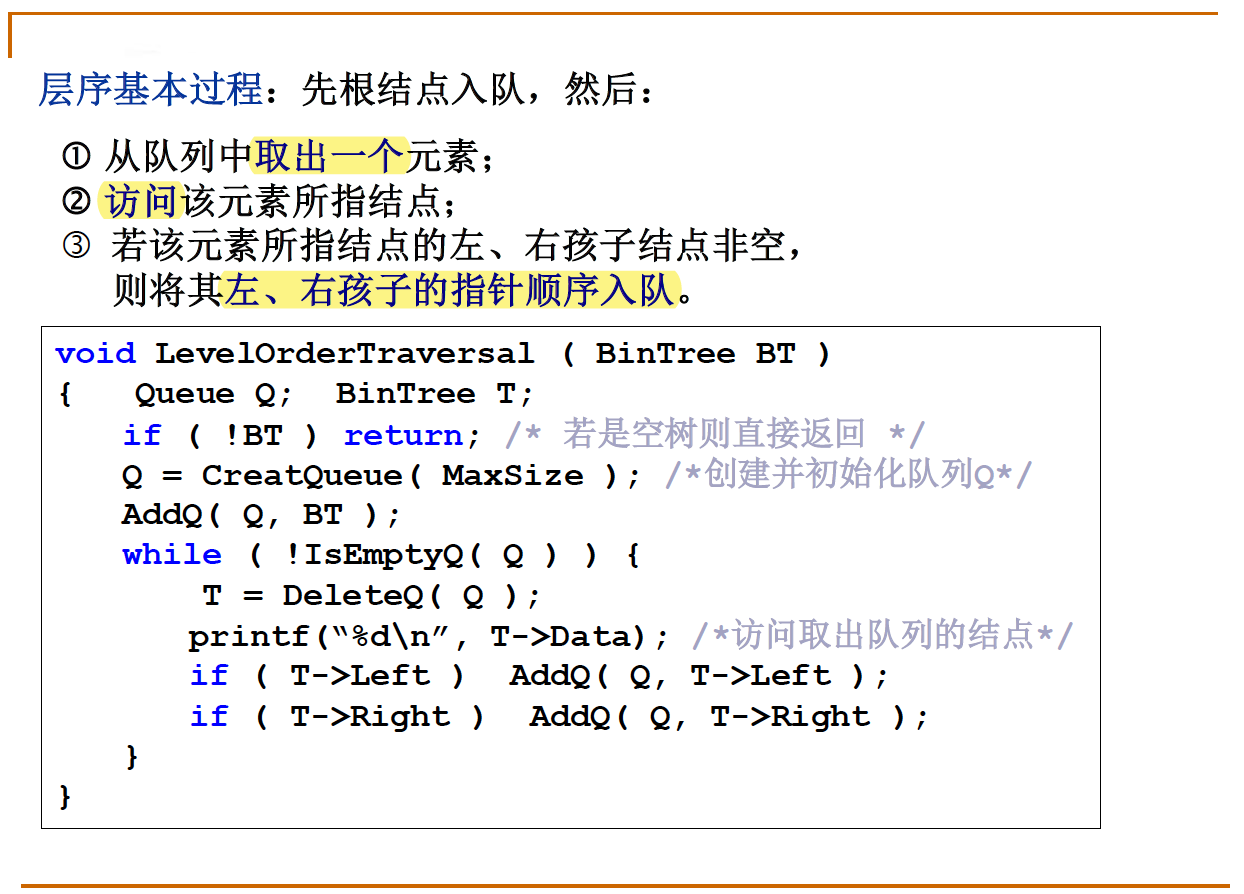 层序基本过程：先根结点入队，然后：
① 从队列中取出一个元素；
② 访问该元素所指结点；
③ 若该元素所指结点的左、右孩子结点非空，
则将其左、右孩子的指针顺序入队。
void LevelOrderTraversal ( BinTree BT )
{ Queue Q; BinTree T;
if ( !BT ) return; /* 若是空树则直接返回 */
Q = CreatQueue( MaxSize ); /*创建并初始化队列Q*/
AddQ( Q, BT );
while ( !IsEmptyQ( Q ) ) {
T = DeleteQ( Q );
printf(“%d\n”, T->Data); /*访问取出队列的结点*/
if ( T->Left ) AddQ( Q, T->Left );
if ( T->Right ) AddQ( Q, T->Right );
}
}